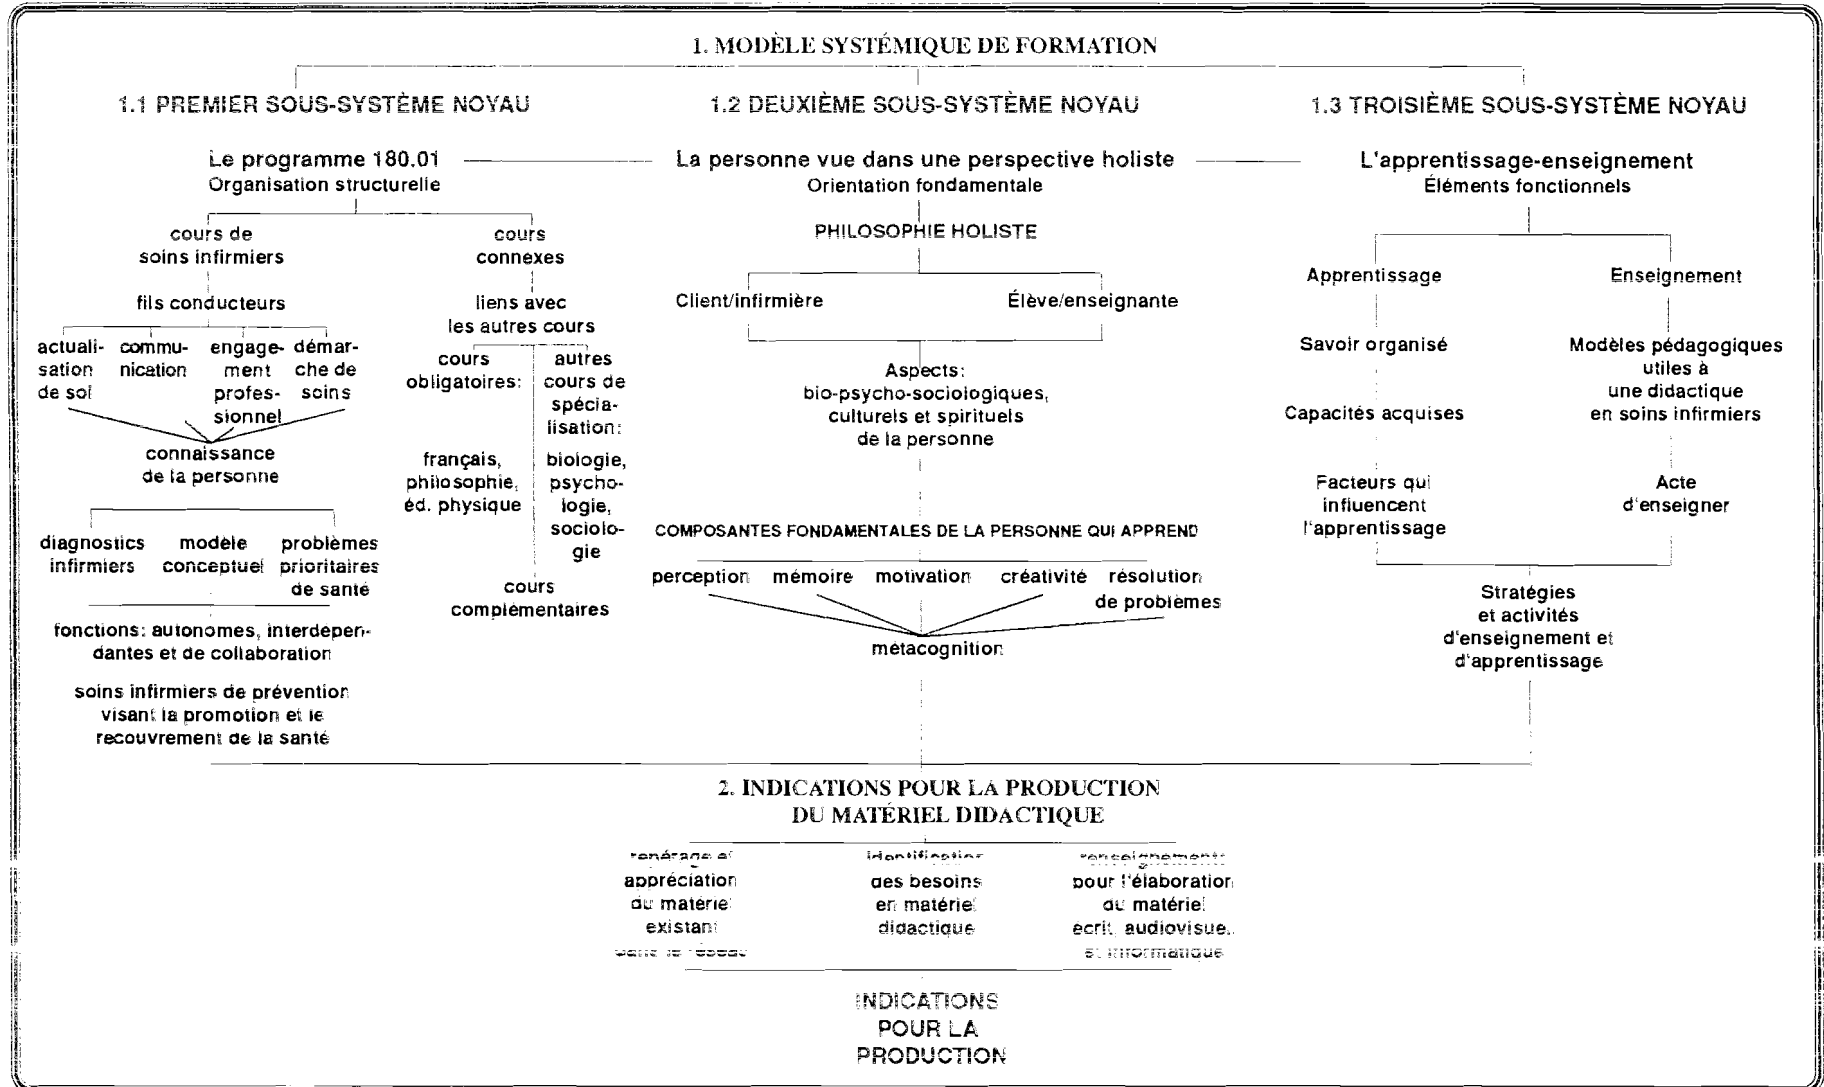 1. MODÈLE SYSTÉMIQUE DE FORMATION
1.1 PREMIER SOUS-SYSTÈME NOYAU
Le programme 180.01
Organisation structurelle
cours de
soins infirmiers
fils conducteurs
actuali-
sation
de soi
commu-
nication
engage-
ment
profes-
sionnel
démar-
che de
soins
connaissance
de la personne
diagnostics
infirmiers
modèle
conceptuel
problèmes
prioritaires
de santé
fonctions: autonomes, interdépen-
dantes et de collaboration
soins infirmiers de prévention
visant la promotion et le
recouvrement de la santé
cours
connexes
liens avec
les autres cours
cours
obligatoires:
français,
philosophie,
éd. physique
autres
cours de
spécia-
lisation:
biologie,
psycho-
logie,
sociolo-
gie
cours
complémentaires
1.2 DEUXIÈME SOUS-SYSTÈME NOYAU
La personne vue dans une perspective holiste
Orientation fondamentale
PHILOSOPHIE HOLISTE
Client/infirmière
Élève/enseignante
Aspects:
bio-psycho-sociologiques,
culturels et spirituels
de la personne
COMPOSANTES FONDAMENTALES DE LA PERSONNE QUI APPREND
perception
mémoire
motivation
créativité
résolution
de problèmes
métacognition
1.3 TROISIÈME SOUS-SYSTÈME NOYAU
L'apprentissage-enseignement
Éléments fonctionnels
Apprentissage
Savoir organisé
Capacités acquises
Facteurs qui
influencent
l'apprentissage
Enseignement
Modèles pédagogiques
utiles à
une didactique
en soins infirmiers
Acte
d'enseigner
Stratégies
et activités
d'enseignement et
d'apprentissage
2. INDICATIONS POUR LA PRODUCTION
DU MATÉRIEL DIDACTIQUE
repérage et
appréciation
du matériel
existant
dans le réseau
identification
des besoins
en matériel
didactique
renseignements
pour l'élaboration
du matériel
écrit, audiovisuel
et informatique
INDICATIONS
POUR LA
PRODUCTION